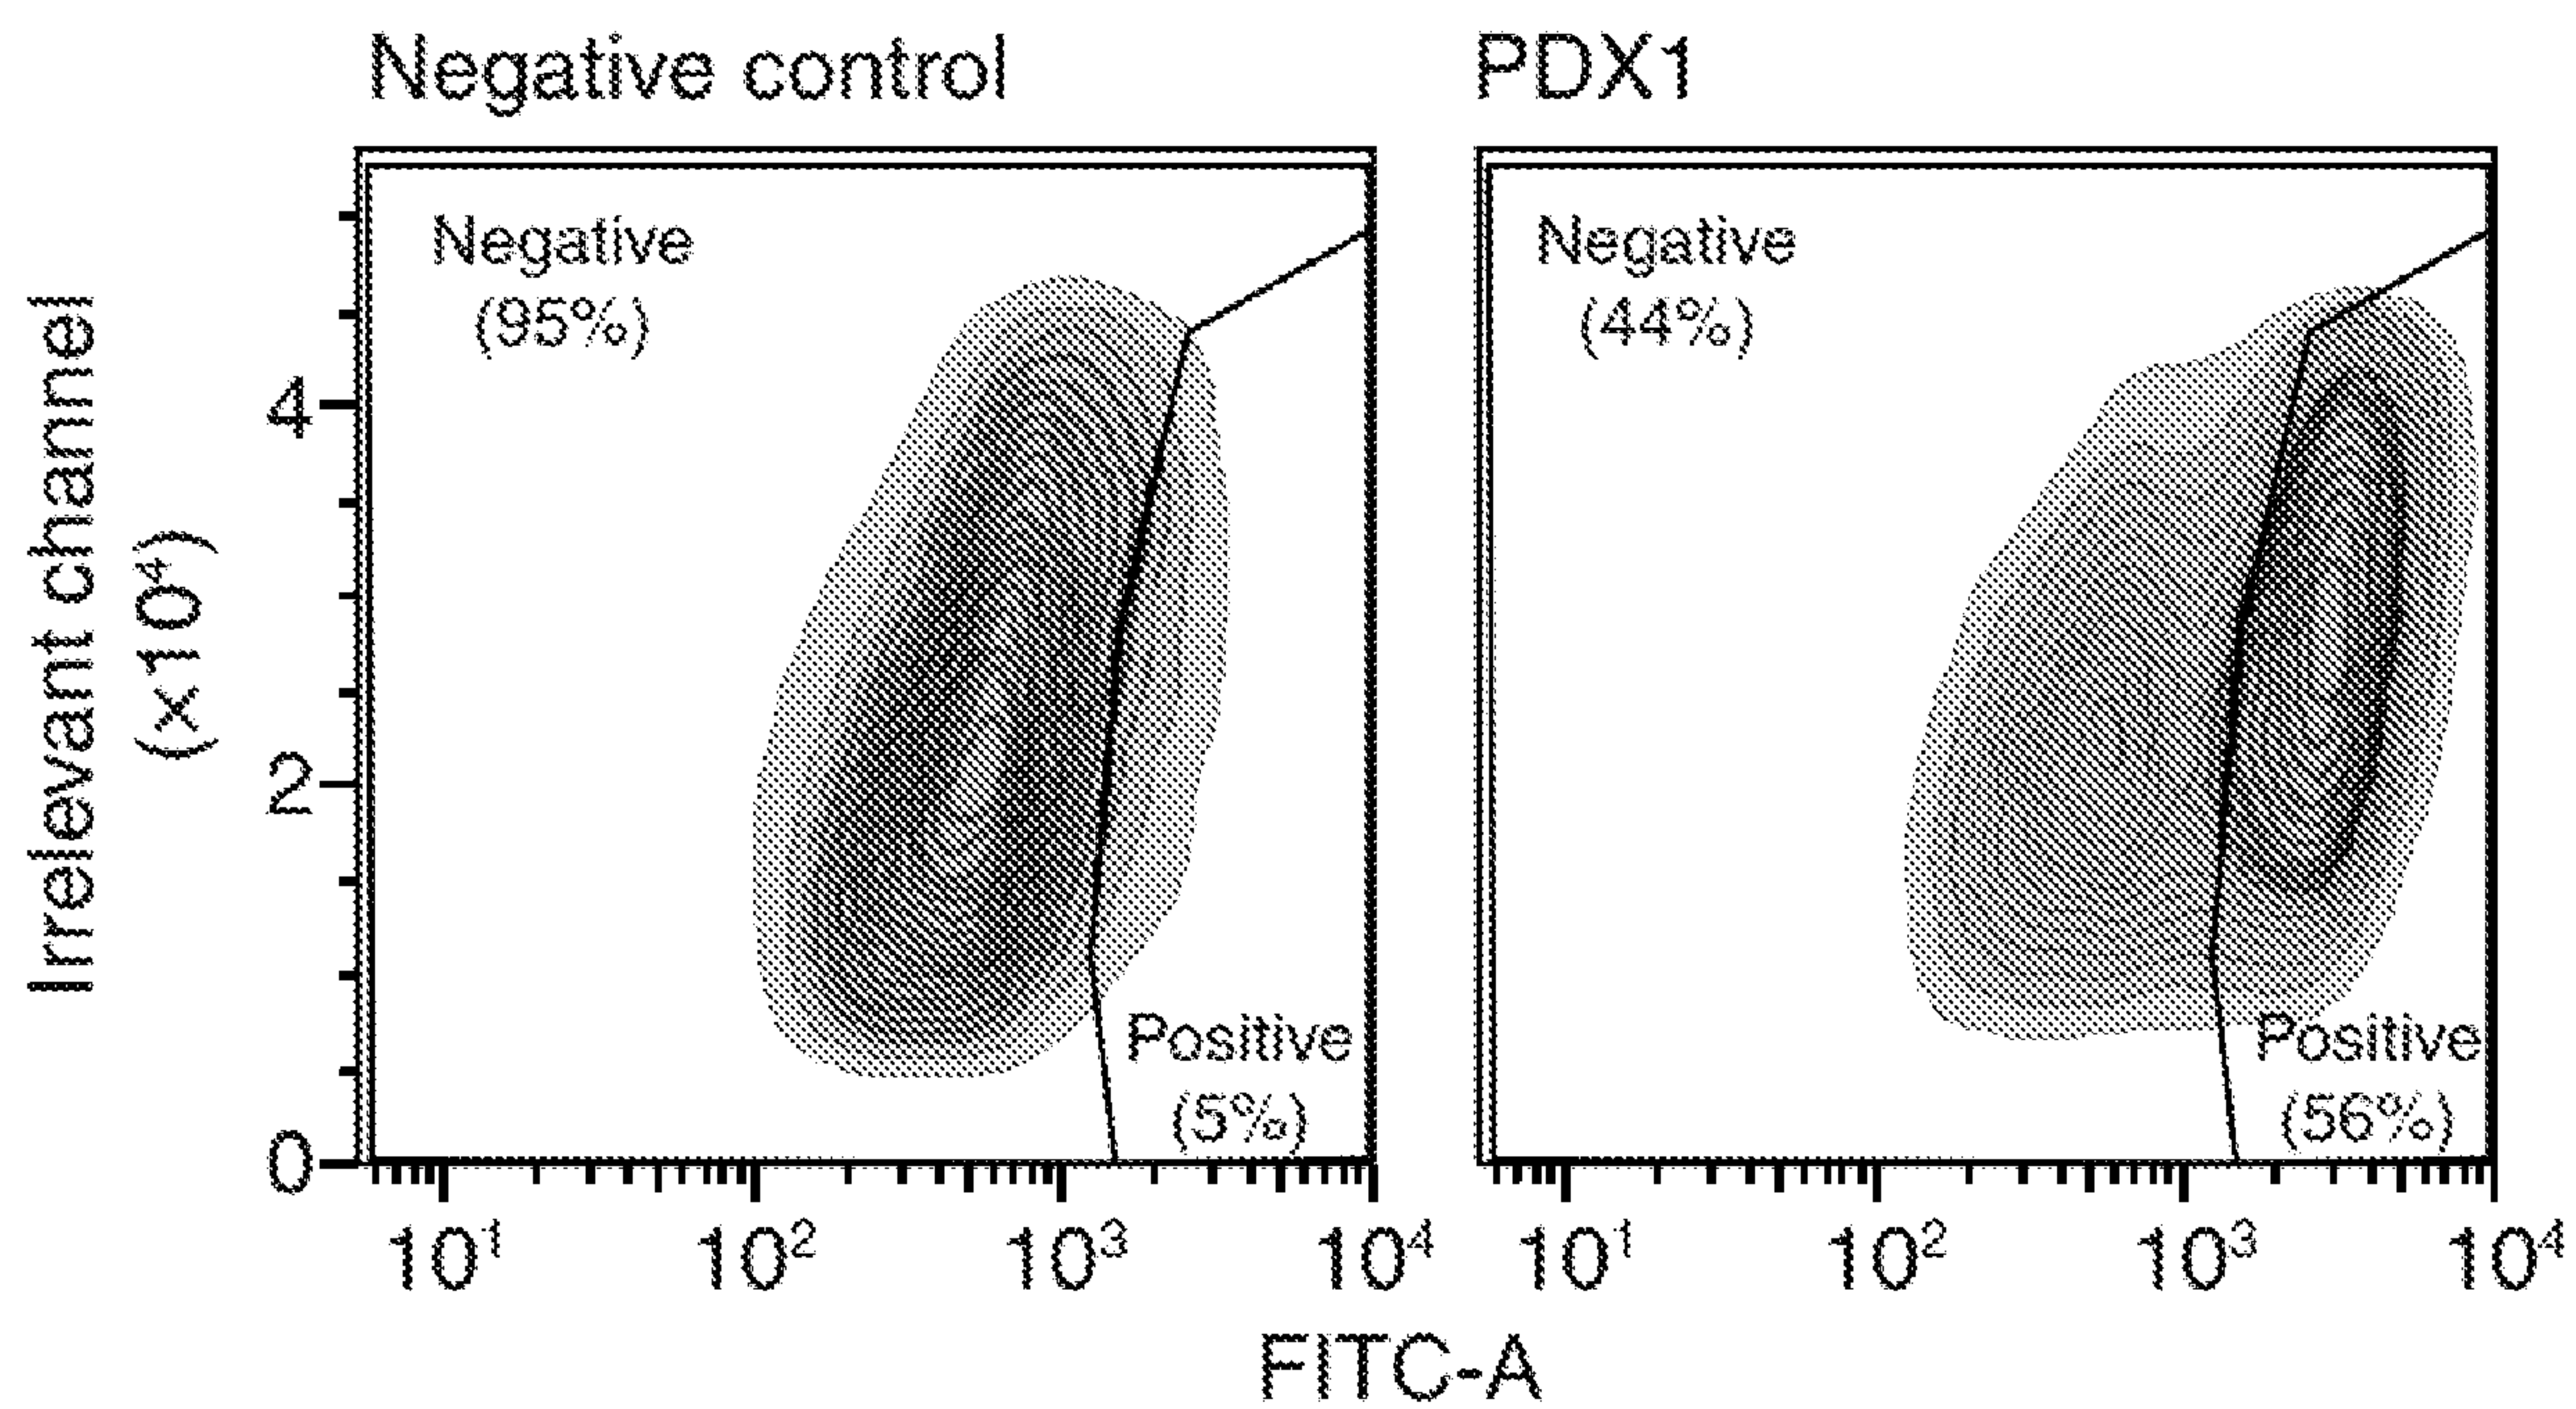 Negative control
PDX1
Negative
(95%)
Negative
(44%)
Irrelevant channel
(x10⁴)
4
2
0
Positive
(5%)
Positive
(56%)
10¹ 10² 10³ 10⁴ 10¹ 10² 10³ 10⁴
FITC-A